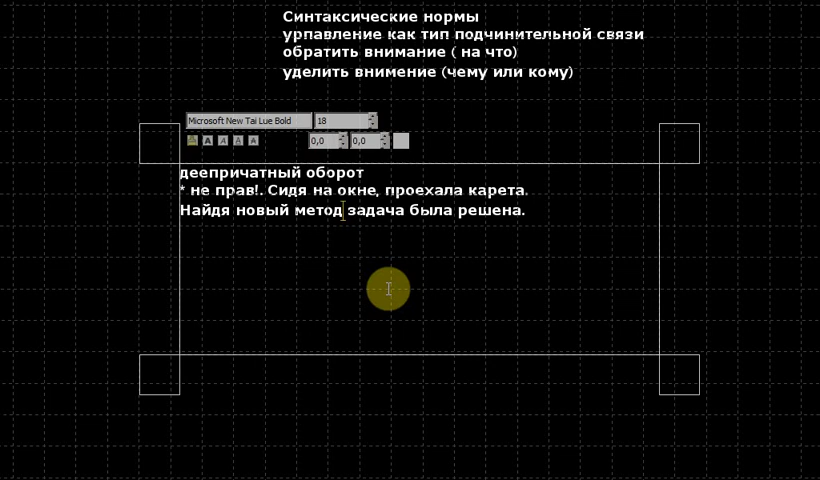 Синтаксические нормы
урпавление как тип подчинительной связи
обратить внимание ( на что)
уделить внимение (чему или кому)
Microsoft New Tai Lue Bold 18
0,0 0,0
деепричатный оборот
* не прав!. Сидя на окне, проехала карета.
Найдя новый метод задача была решена.